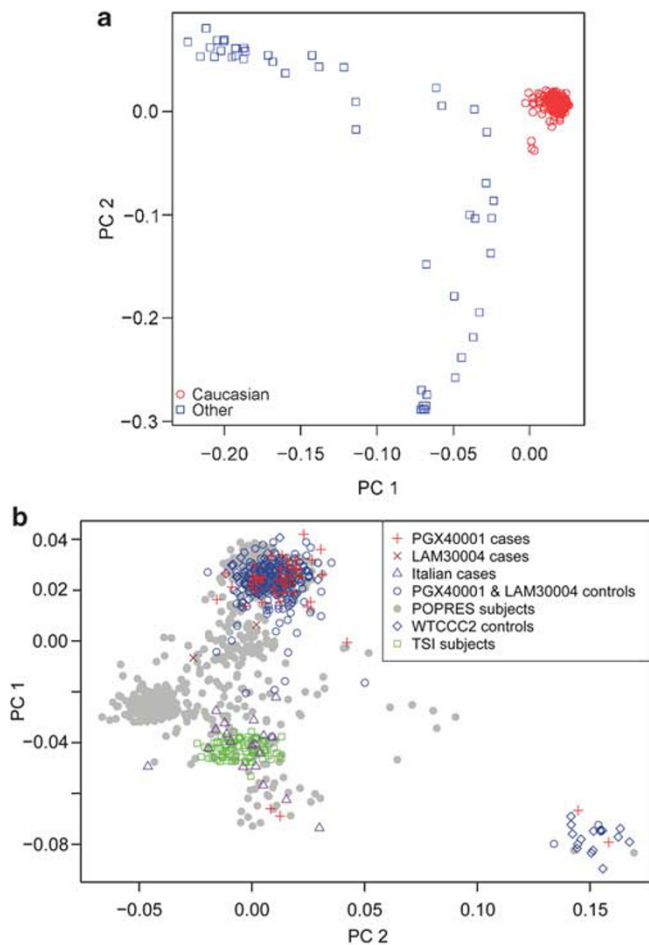 a
0.0
−0.1
−0.2
−0.3
PC 2
Caucasian
Other
−0.20
−0.15
−0.10
−0.05
0.00
PC 1
b
0.04
0.02
0.00
−0.04
−0.08
PC 1
PGX40001 cases
LAM30004 cases
Italian cases
PGX40001 & LAM30004 controls
POPRES subjects
WTCCC2 controls
TSI subjects
−0.05
0.00
0.05
0.10
0.15
PC 2